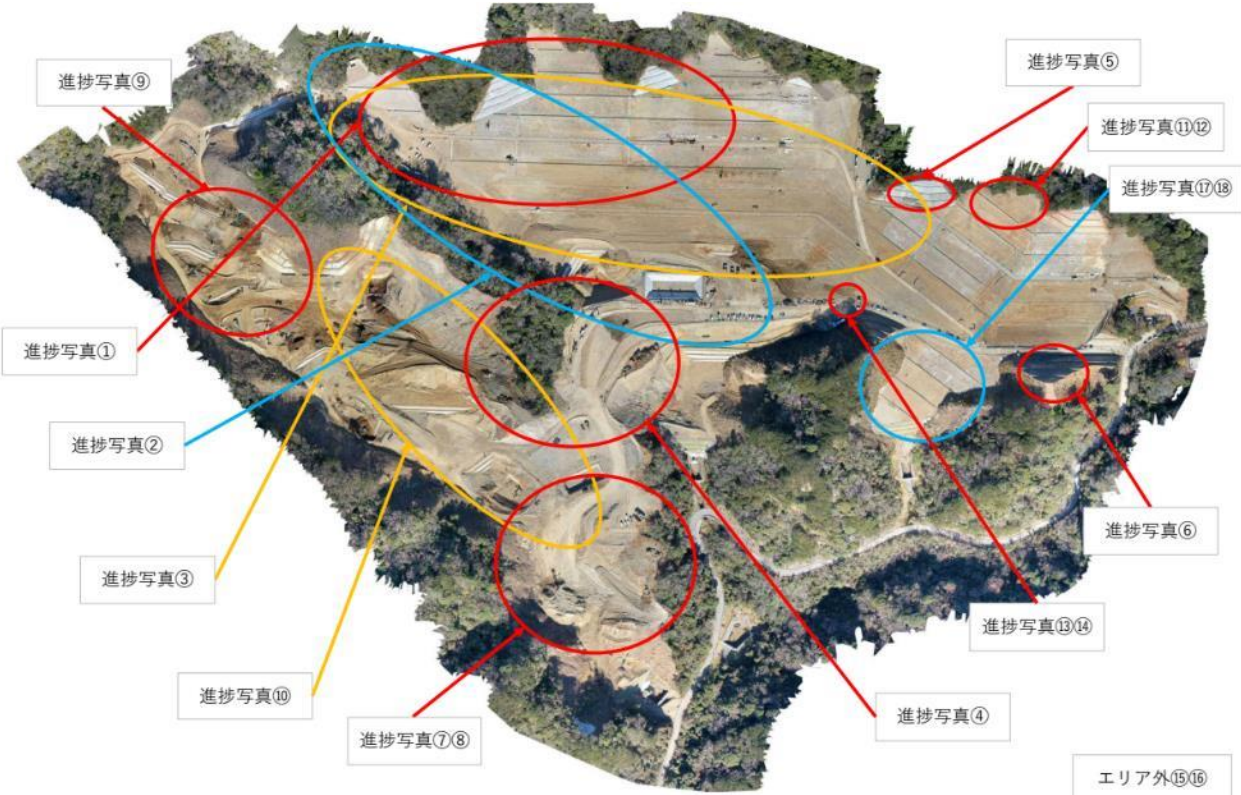 進捗写真⑤
進捗写真⑨
進捗写真⑪⑫
進捗写真⑰⑱
進捗写真①
進捗写真②
進捗写真⑥
進捗写真③
進捗写真⑬⑭
進捗写真⑩
進捗写真④
進捗写真⑦⑧
エリア外⑮⑯